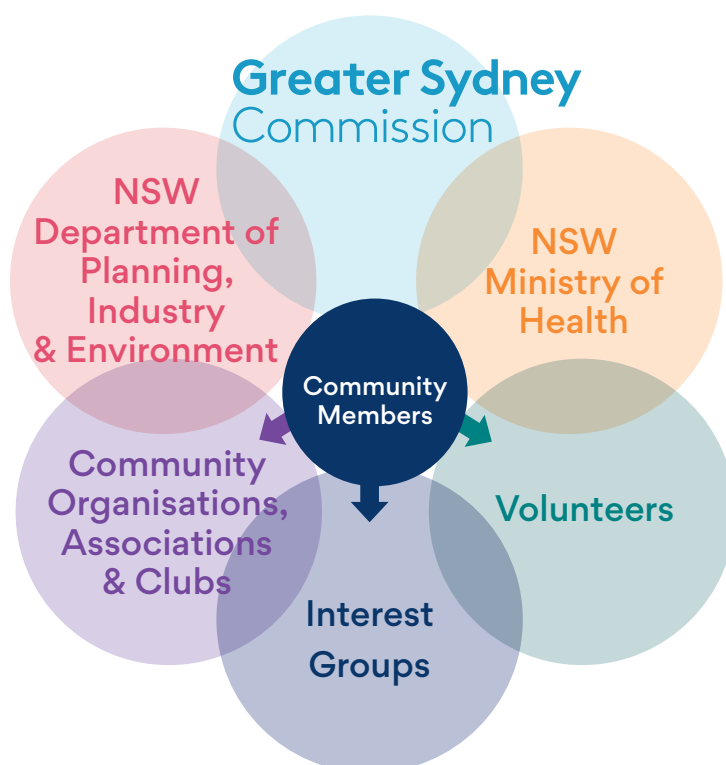 Greater Sydney
Commission
NSW
Department of
Planning,
Industry
& Environment
NSW
Ministry of
Health
Community
Members
Community
Organisations,
Associations
& Clubs
Volunteers
Interest
Groups